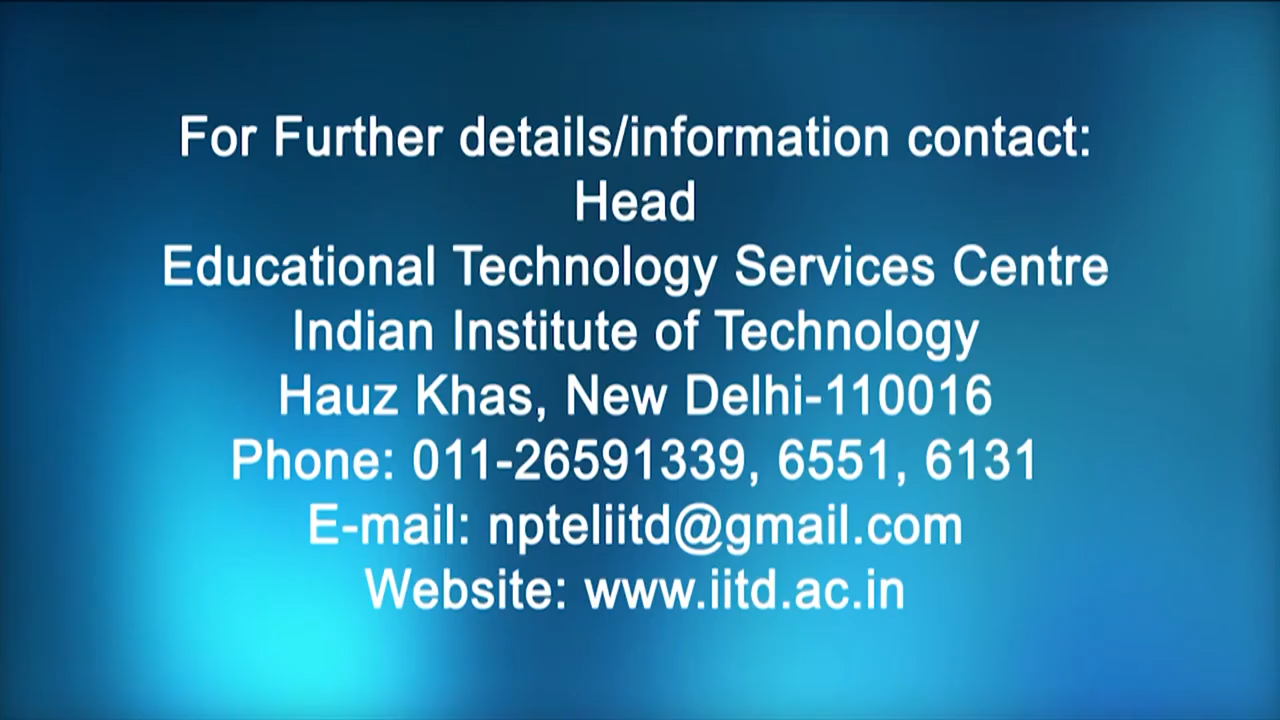 For Further details/information contact:
Head
Educational Technology Services Centre
Indian Institute of Technology
Hauz Khas, New Delhi-110016
Phone: 011-26591339, 6551, 6131
E-mail: npteliitd@gmail.com
Website: www.iitd.ac.in